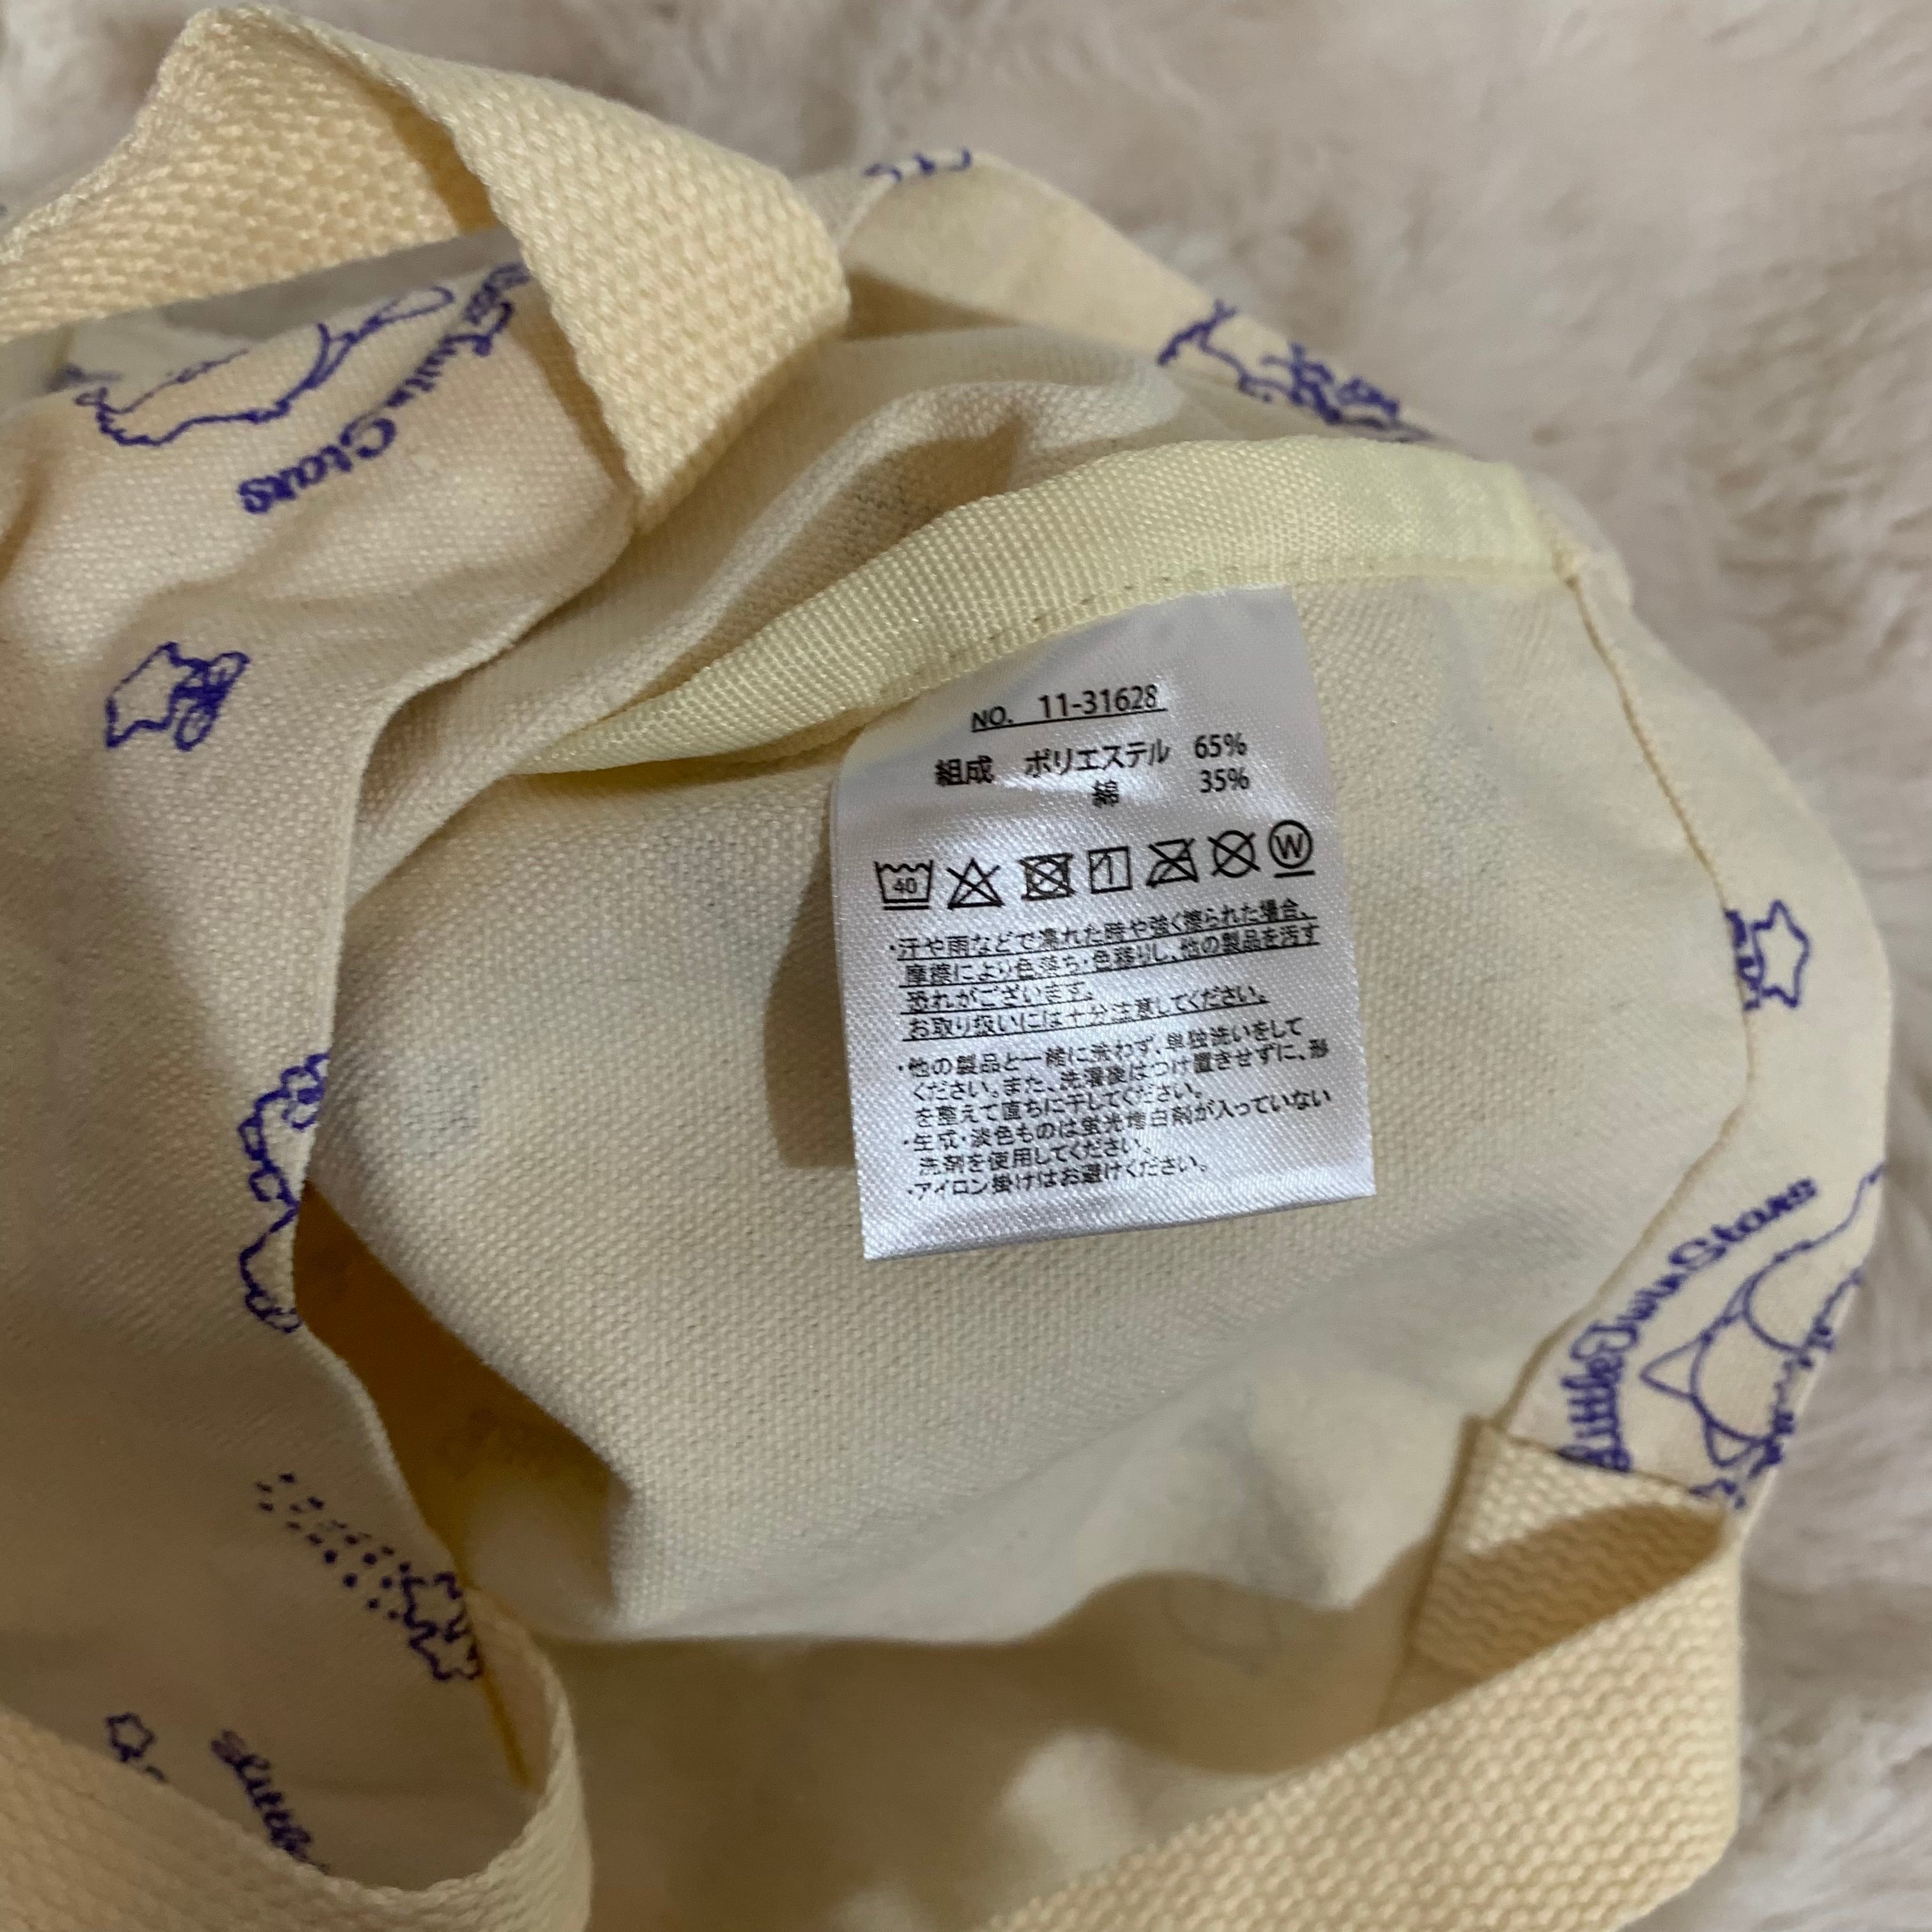 Twin Stars
NO. 11-31628
組成 ポリエステル 65%
綿 35%
40
W
・汗や雨などで濡れた時や強く擦られた場合、
摩擦により色落ち・色移りし、他の製品を汚す
恐れがございます。
お取り扱いには十分注意してください。
・他の製品と一緒に洗わず、単独洗いをして
ください。また、洗濯後はつけ置きせずに、形
を整えて直ちに干してください。
・生成・淡色ものは蛍光増白剤が入っていない
洗剤を使用してください。
・アイロン掛けはお避けください。
Little Twin Stars
Little